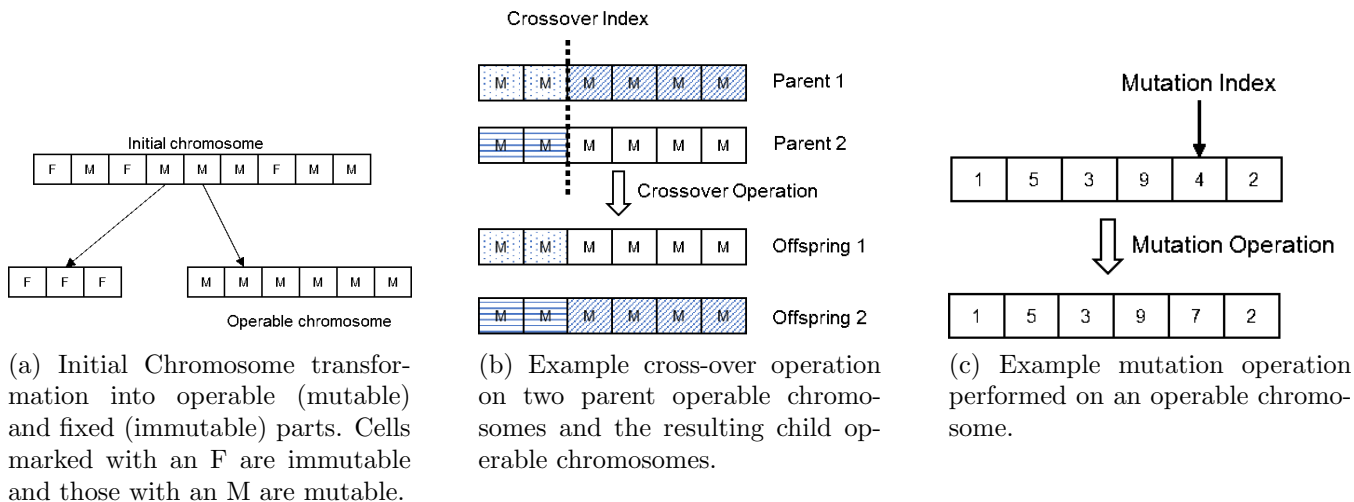 Initial chromosome
F M F M M M F M M
F F F
M M M M M M
Operable chromosome
(a) Initial Chromosome transfor-
mation into operable (mutable)
and fixed (immutable) parts. Cells
marked with an F are immutable
and those with an M are mutable.
Crossover Index
M M M M M M Parent 1
M M M M M M Parent 2
Crossover Operation
M M M M M M Offspring 1
M M M M M M Offspring 2
(b) Example cross-over operation
on two parent operable chromo-
somes and the resulting child op-
erable chromosomes.
Mutation Index
1 5 3 9 4 2
Mutation Operation
1 5 3 9 7 2
(c) Example mutation operation
performed on an operable chromo-
some.